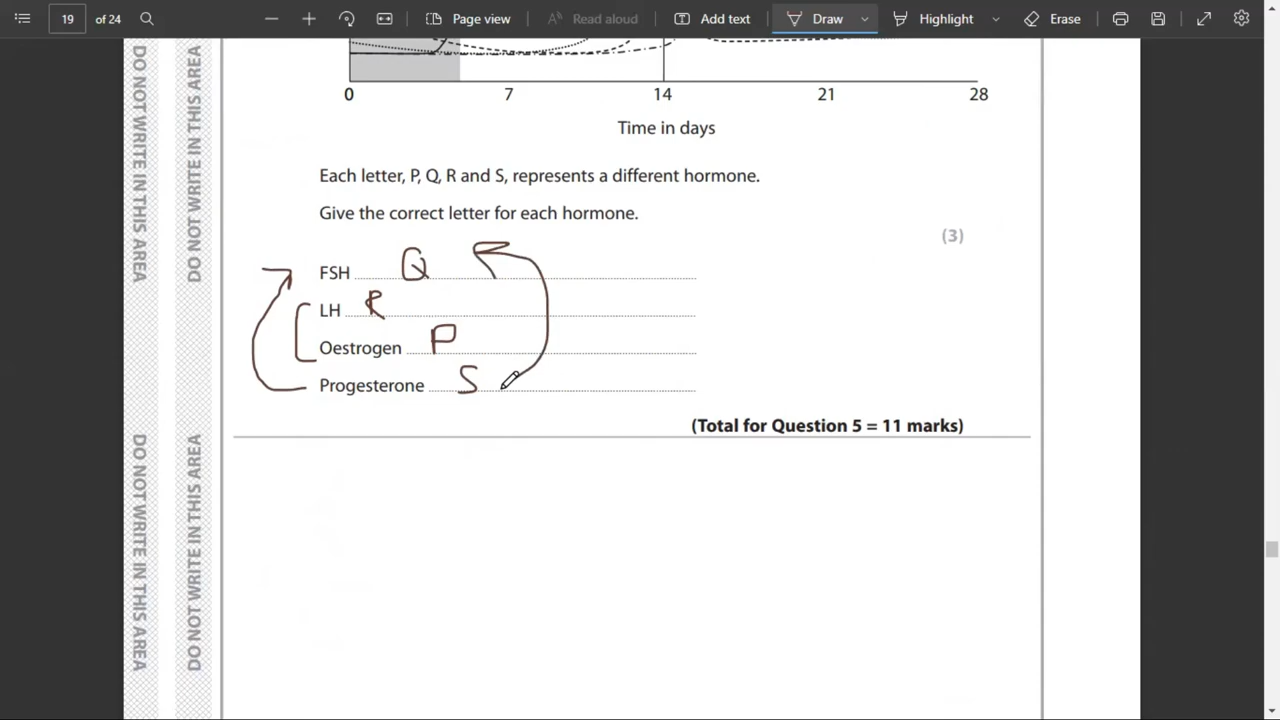 19 of 24
Page view
Read aloud
Add text
Draw
Highlight
Erase
DO NOT WRITE IN THIS AREA
DO NOT WRITE IN THIS AREA
0 7 14 21 28
Time in days
Each letter, P, Q, R and S, represents a different hormone.
Give the correct letter for each hormone.
(3)
FSH Q
LH R
Oestrogen P
Progesterone S
(Total for Question 5 = 11 marks)
DO NOT WRITE IN THIS AREA
DO NOT WRITE IN THIS AREA